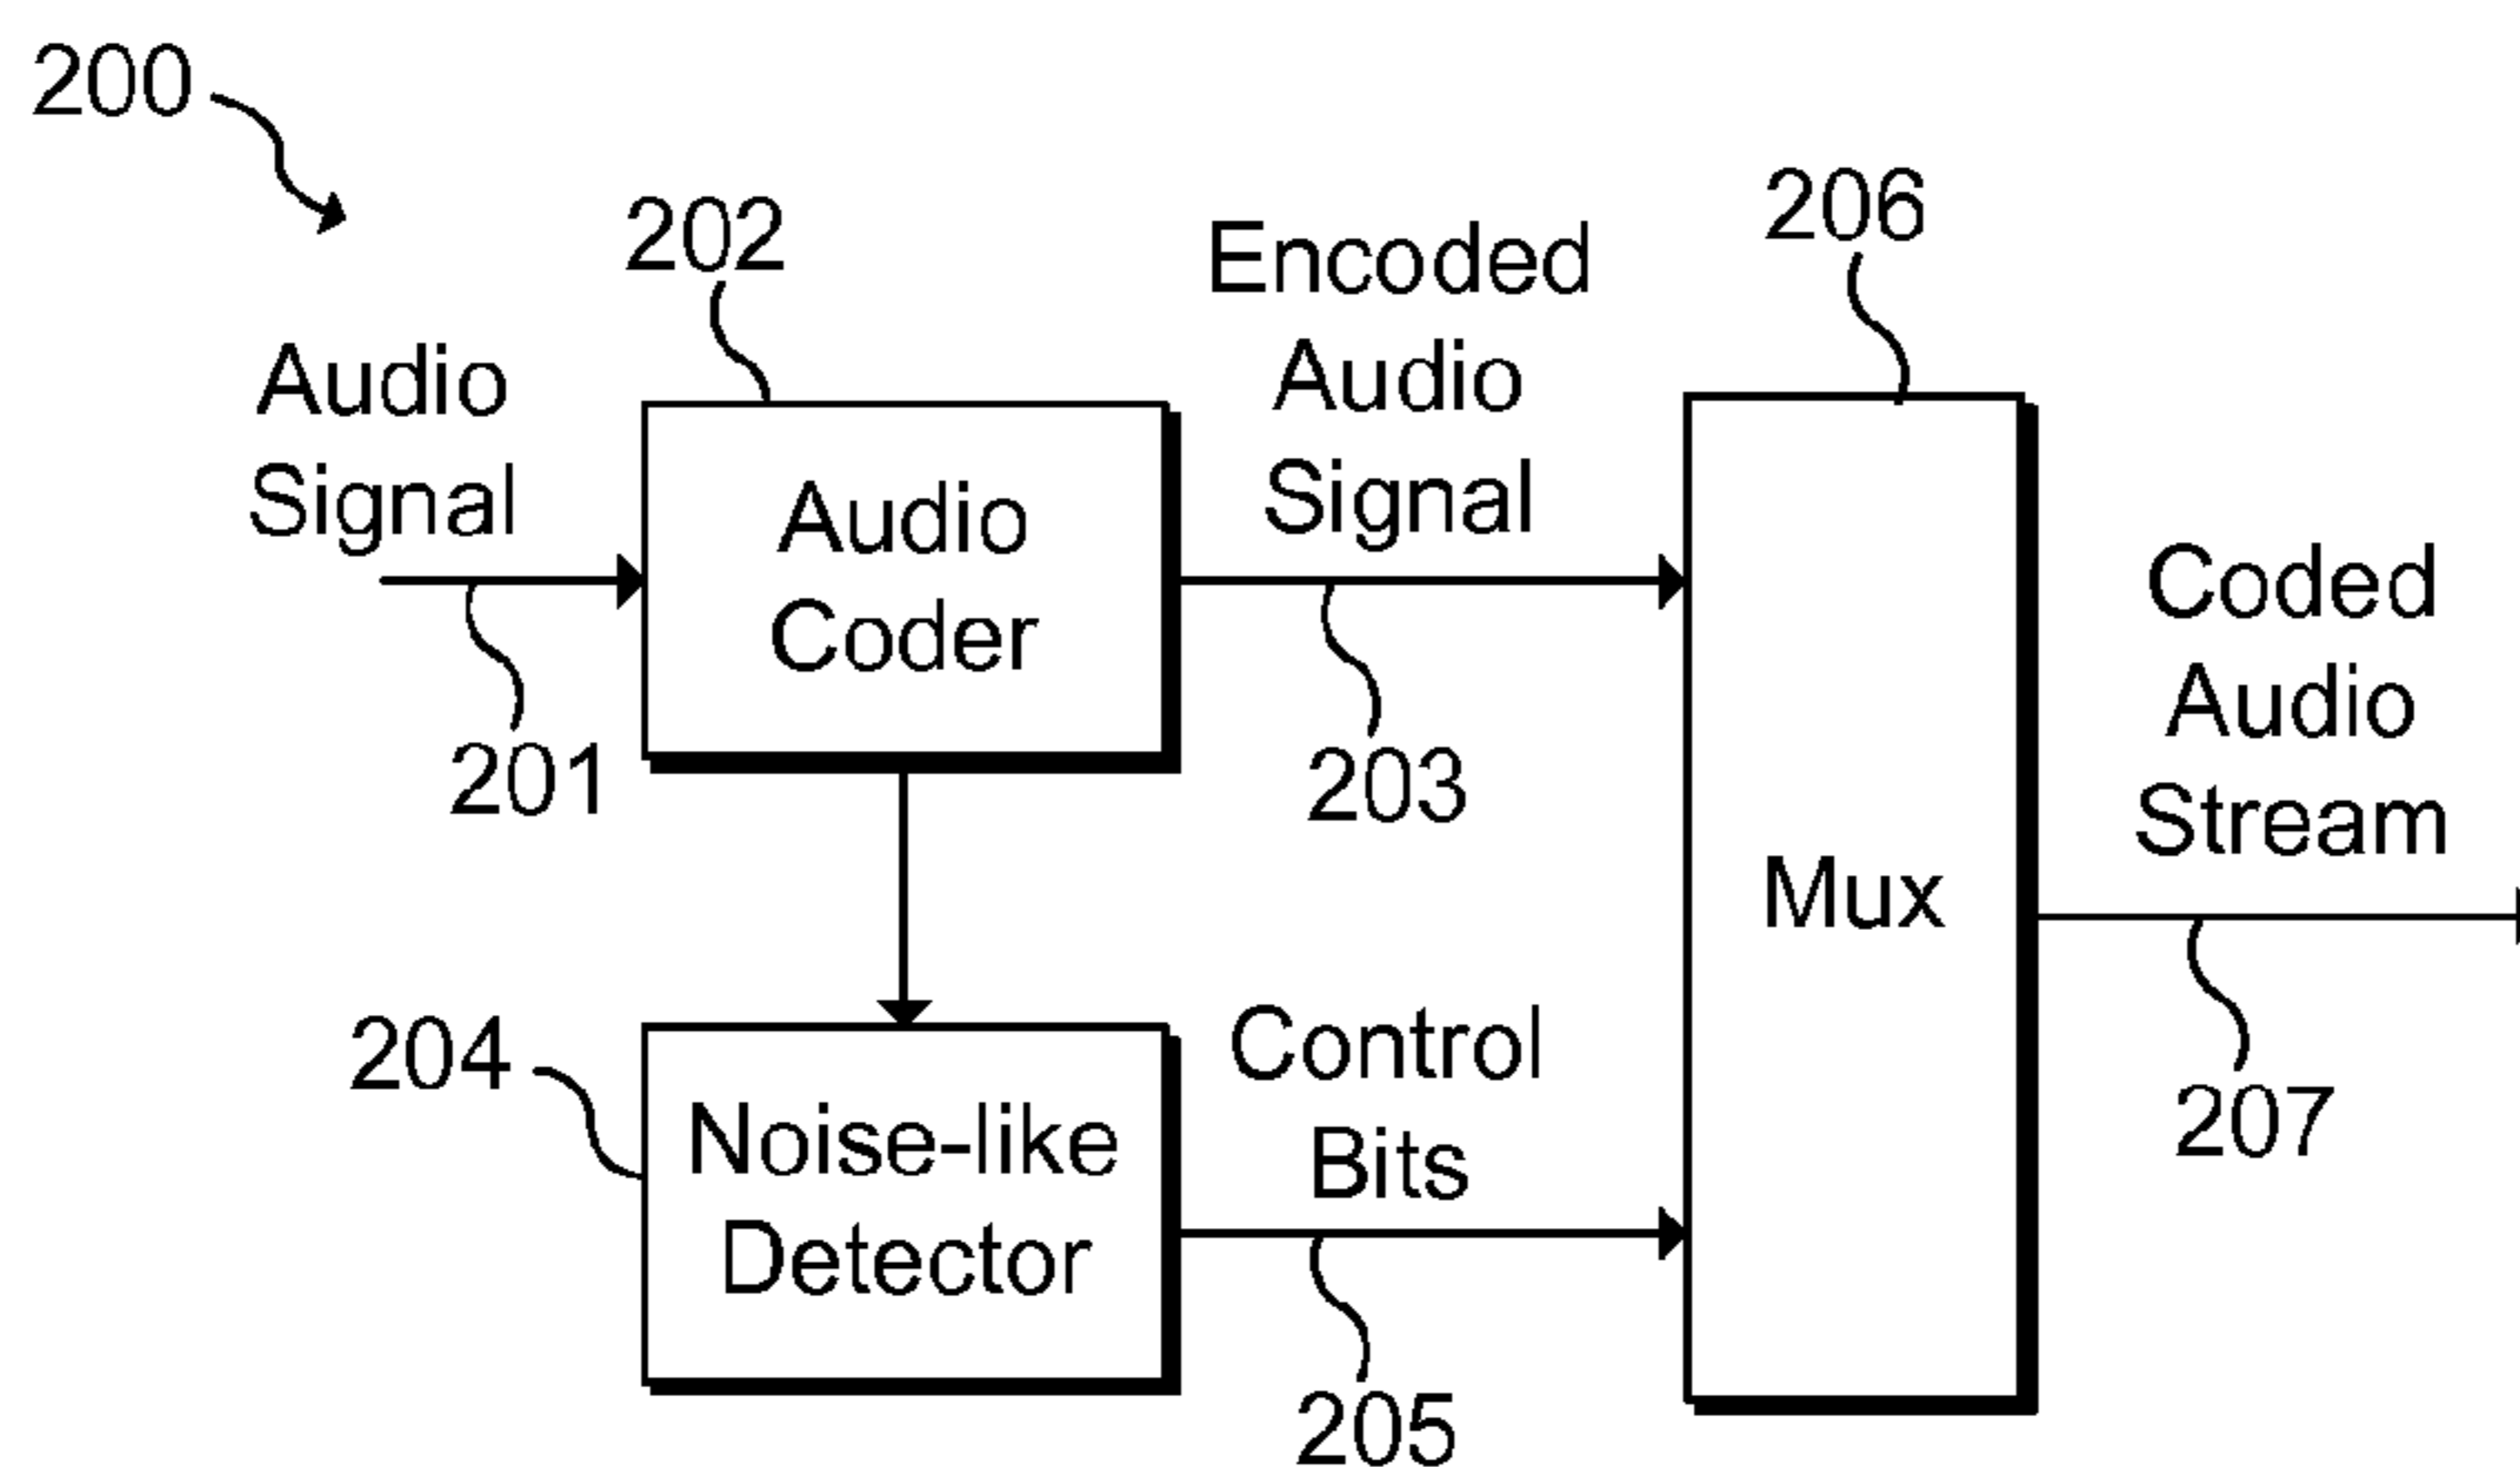 200
202
206
Encoded
Audio
Signal
Audio
Signal
Audio
Coder
Coded
Audio
Stream
201
203
Mux
204
Noise-like
Detector
Control
Bits
207
205